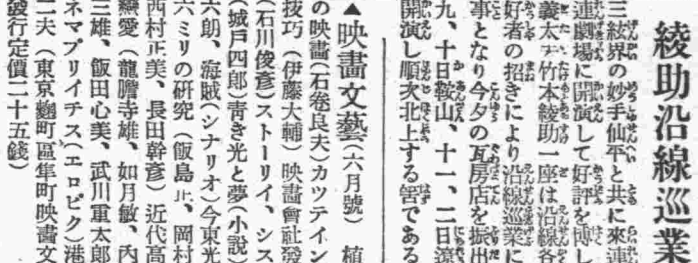 綾助沿線巡業
三絃界の妙手仙平と共に來連
連劇場に開演して好評を博し
義太夫竹本綾助一座は沿線各
好者の招きにより沿線巡業に
事となり今夕の瓦房店を振出
九、十日鞍山、十一、二日遼
開演し順次北上する筈である
▲映畫文藝(六月號) 植
の映畫(石卷良夫)カツテイン
技巧(伊藤大輔)映畫會社發
(石川俊彥)ストーリイ、シス
(城戸四郎)靑き光と夢(小說)
六朗、海賊(シナリオ)今東光
六ミリの研究(飯島正、岡村
西村正美、長田幹彥)近代高
戀愛(龍膽寺雄、如月敏、內
三雄、飯田心美、武川重太郎
ネマプリイチス(エロピク)港
二夫(東京麴町區隼町映畫文
發行定價二十五錢)